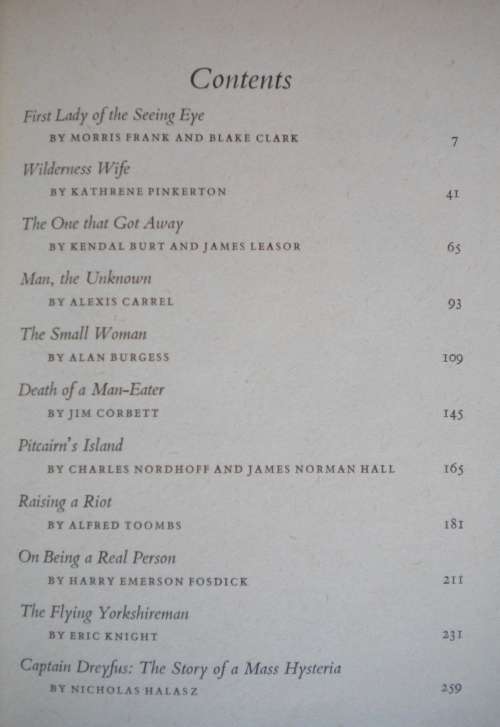 Contents
First Lady of the Seeing Eye
BY MORRIS FRANK AND BLAKE CLARK 7
Wilderness Wife
BY KATHRENE PINKERTON 41
The One that Got Away
BY KENDAL BURT AND JAMES LEASOR 65
Man, the Unknown
BY ALEXIS CARREL 93
The Small Woman
BY ALAN BURGESS 109
Death of a Man-Eater
BY JIM CORBETT 145
Pitcairn's Island
BY CHARLES NORDHOFF AND JAMES NORMAN HALL 165
Raising a Riot
BY ALFRED TOOMBS 181
On Being a Real Person
BY HARRY EMERSON FOSDICK 211
The Flying Yorkshireman
BY ERIC KNIGHT 231
Captain Dreyfus: The Story of a Mass Hysteria
BY NICHOLAS HALASZ 259